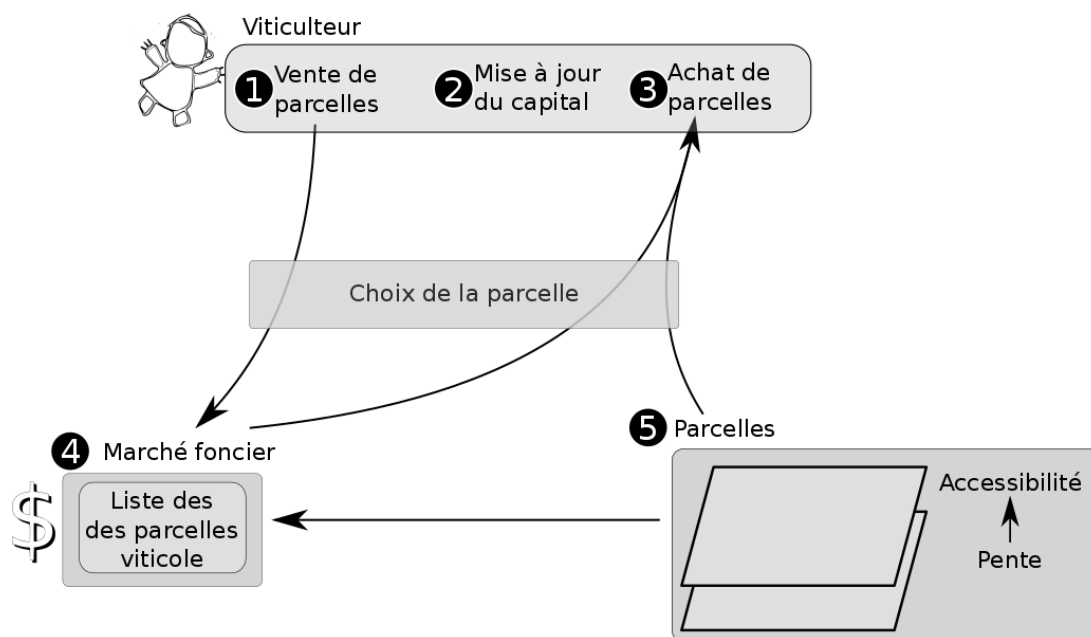 Viticulteur
1 Vente de
parcelles
2 Mise à jour
du capital
3 Achat de
parcelles
Choix de la parcelle
4 Marché foncier
$
Liste des
des parcelles
viticole
5 Parcelles
Accessibilité
Pente